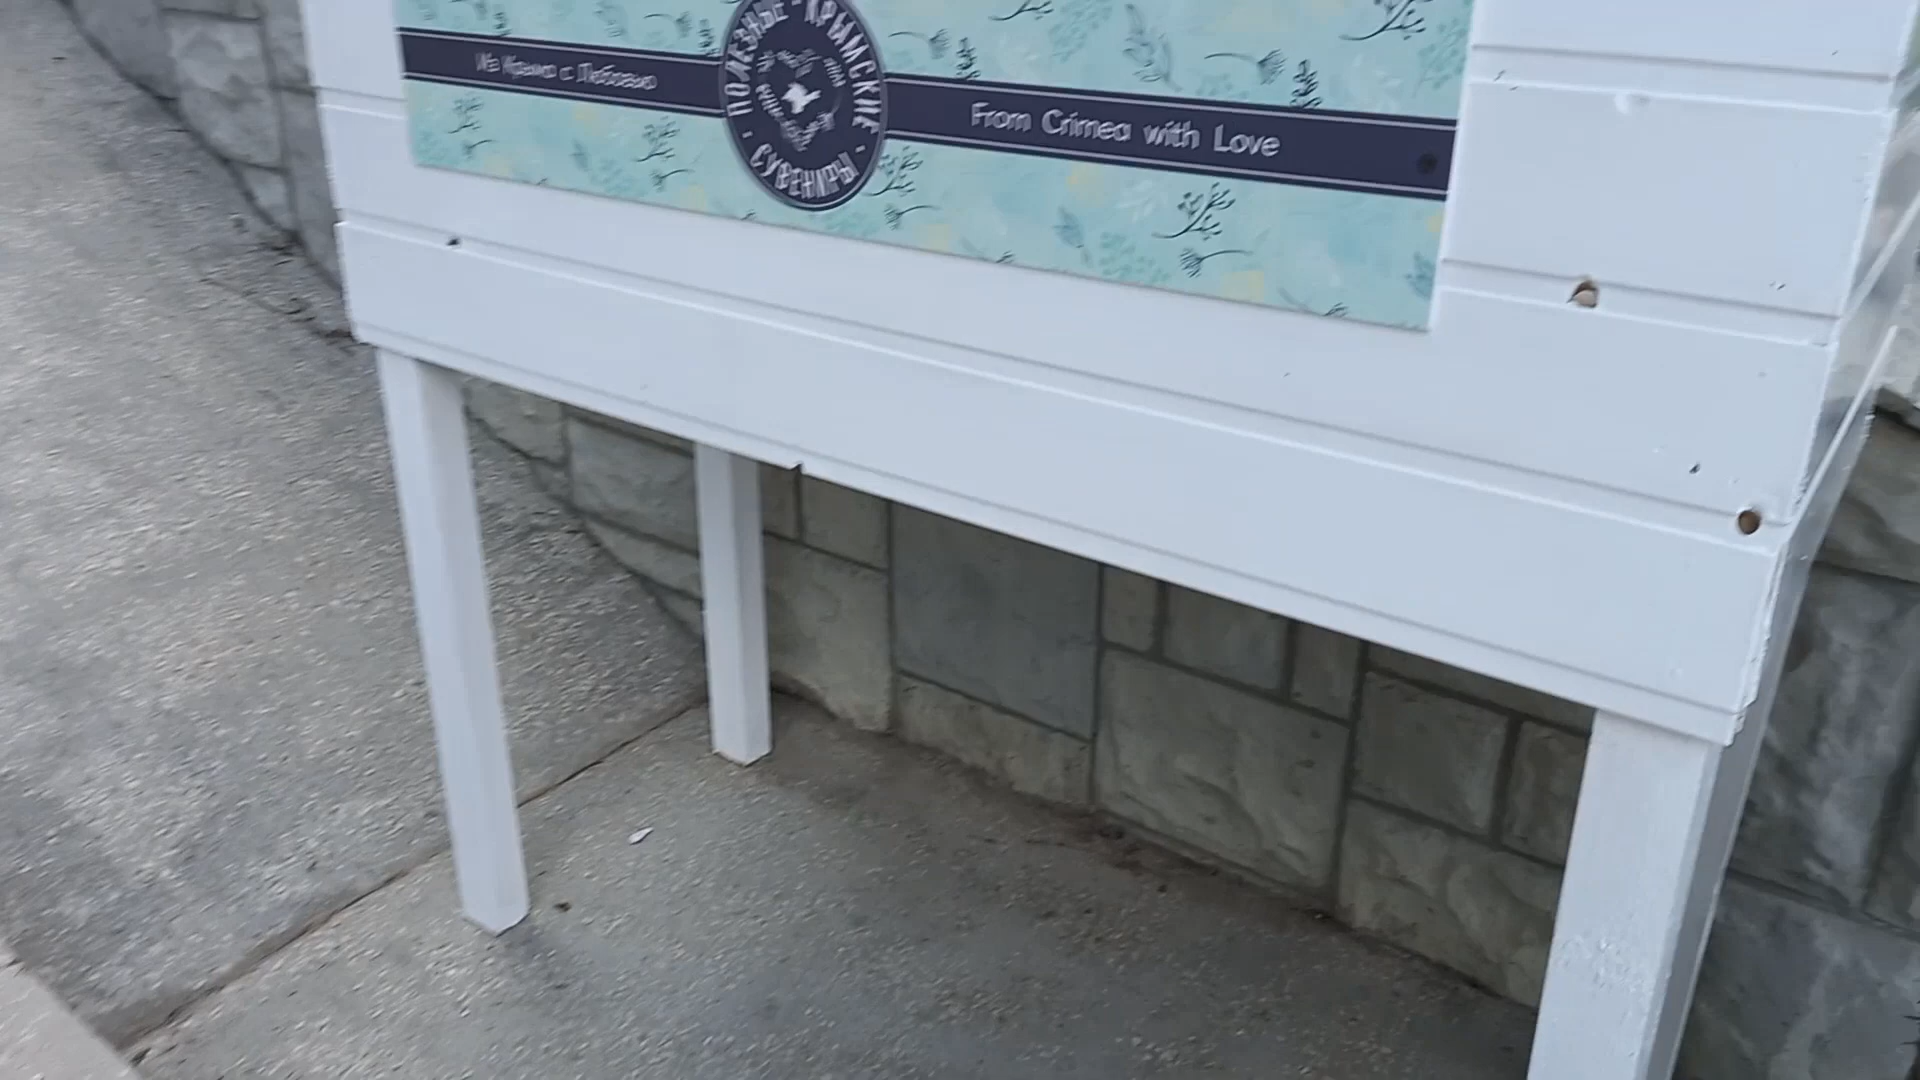 Из Крыма с Любовью
ПОЛЕЗНЫЕ · КРЫМСКИЕ · СУВЕНИРЫ ·
From Crimea with Love